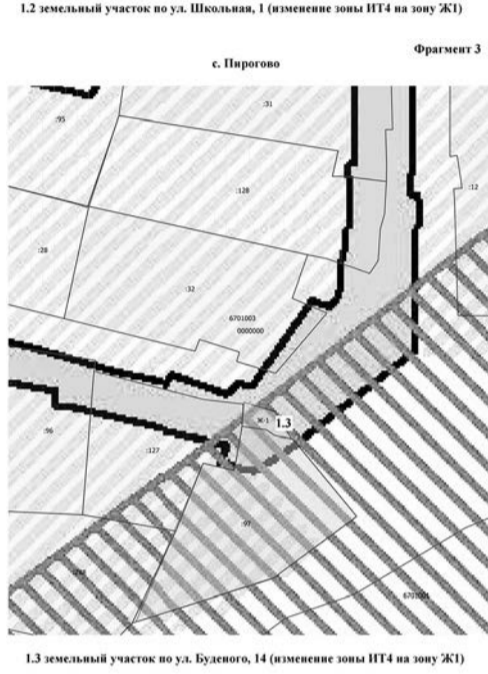 1.2 земельный участок по ул. Школьная, 1 (изменение зоны ИТ4 на зону Ж1)
Фрагмент 3
с. Пирогово
:31
:95
:128
:12
:28
:32
6701003
0000000
Ж-1
1.3
:96
:127
:97
1.3 земельный участок по ул. Буденого, 14 (изменение зоны ИТ4 на зону Ж1)